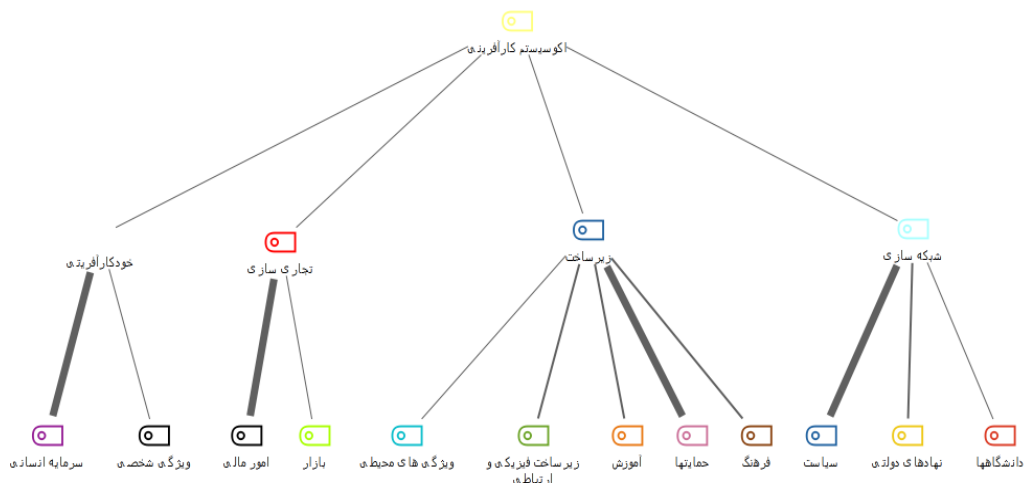 اکوسیستم کارآفرینی
خودکارآفرینی
تجاری سازی
زیرساخت
شبکه سازی
سرمایه انسانی
ویژگی شخصی
امور مالی
بازار
ویژگی های محیطی
زیرساخت فیزیکی و
ارتباطی
آموزش
حمایتها
فرهنگ
سیاست
نهادهای دولتی
دانشگاهها